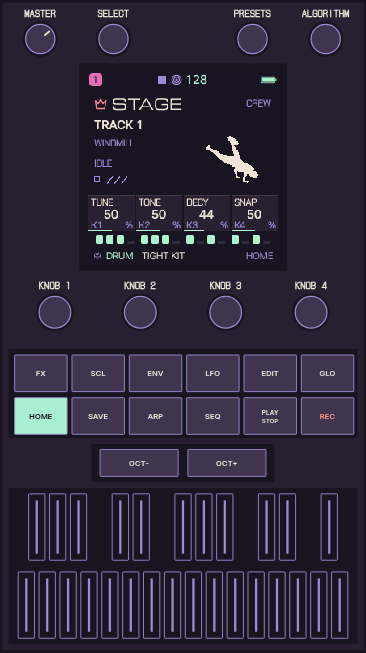 MASTER SELECT PRESETS ALGORITHM
1 128
STAGE CREW
TRACK 1
WINDMILL
IDLE
///
TUNE TONE DECY SNAP
50 50 44 50
K1 % K2 % K3 % K4 %
DRUM TIGHT KIT HOME
KNOB 1 KNOB 2 KNOB 3 KNOB 4
FX SCL ENV LFO EDIT GLO
HOME SAVE ARP SEQ PLAY STOP REC
OCT- OCT+